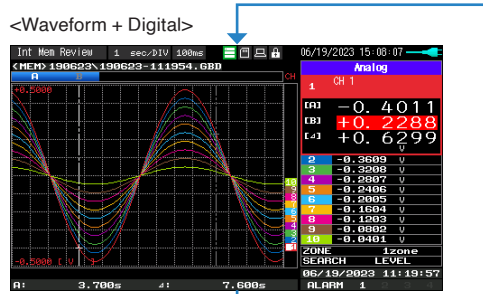 <Waveform + Digital>
Int Mem Review 1 sec/DIV 100ms 06/19/2023 15:08:07
<MEM>190623\190623-111954.GBD
A B CH
Analog
1 CH 1
+0.5000
[A] -0. 4011
[B] +0. 2288
[⊿] +0. 6299
V
2 -0.3609 V
3 -0.3208 V
4 -0.2807 V
5 -0.2406 V
6 -0.2005 V
7 -0.1604 V
8 -0.1203 V
9 -0.0802 V
10 -0.0401 V
-0.5000 [ V ]
ZONE 1zone
SEARCH LEVEL
06/19/2023 11:19:57
A: 3.700s ⊿: 7.600s
ALARM 1 2 3 4